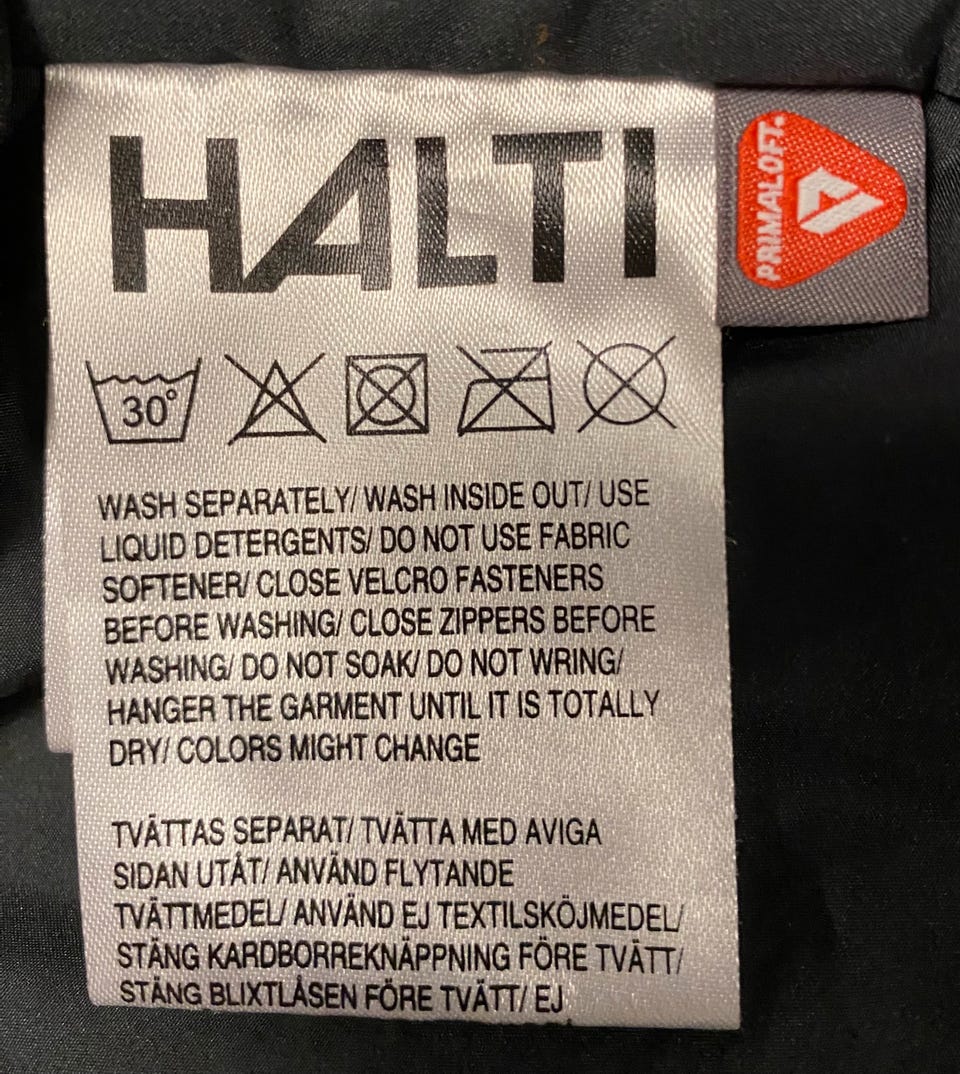 HALTI
PRIMALOFT.
30°
WASH SEPARATELY/ WASH INSIDE OUT/ USE
LIQUID DETERGENTS/ DO NOT USE FABRIC
SOFTENER/ CLOSE VELCRO FASTENERS
BEFORE WASHING/ CLOSE ZIPPERS BEFORE
WASHING/ DO NOT SOAK/ DO NOT WRING/
HANGER THE GARMENT UNTIL IT IS TOTALLY
DRY/ COLORS MIGHT CHANGE
TVÄTTAS SEPARAT/ TVÄTTA MED AVIGA
SIDAN UTÅT/ ANVÄND FLYTANDE
TVÄTTMEDEL/ ANVÄND EJ TEXTILSKÖJMEDEL/
STÄNG KARDBORREKNÄPPNING FÖRE TVÄTT/
STÄNG BLIXTLÅSEN FÖRE TVÄTT/ EJ